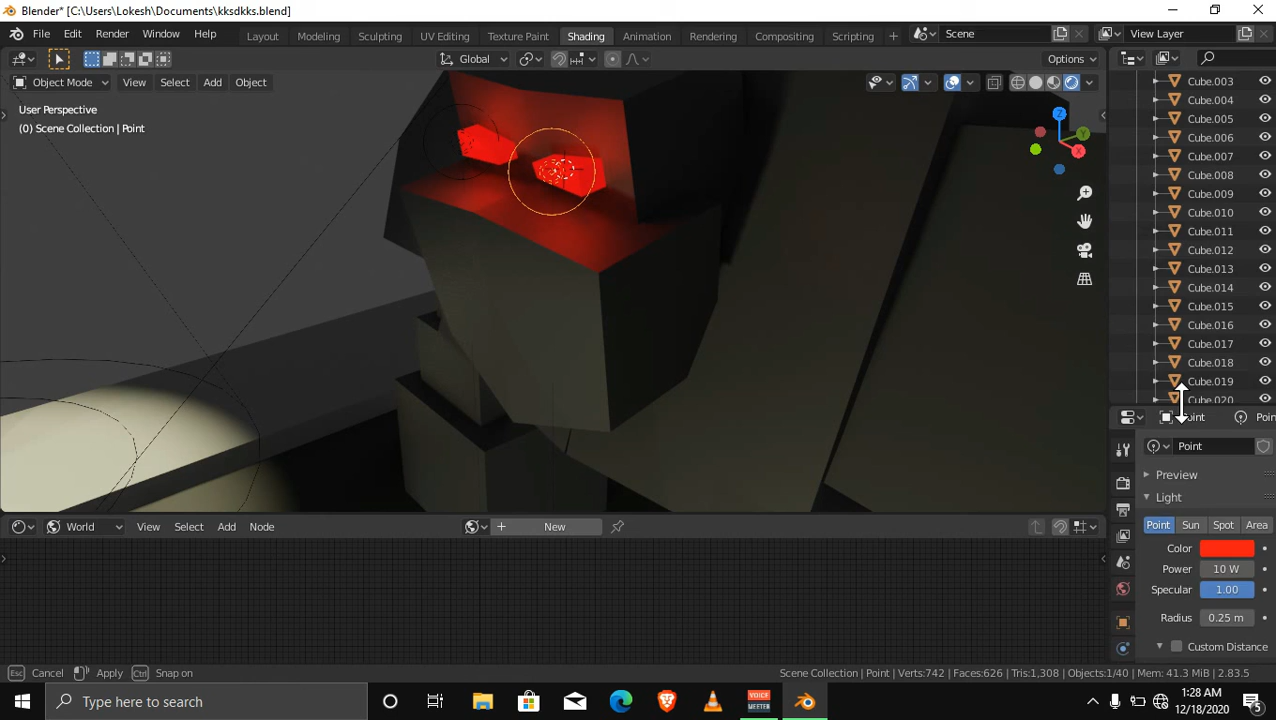 Blender* [C:\Users\Lokesh\Documents\kksdkks.blend]
File Edit Render Window Help Layout Modeling Sculpting UV Editing Texture Paint Shading Animation Rendering Compositing Scripting + Scene View Layer
Global Options
Object Mode View Select Add Object
User Perspective
(0) Scene Collection | Point
Z
Y
X
Cube.003
Cube.004
Cube.005
Cube.006
Cube.007
Cube.008
Cube.009
Cube.010
Cube.011
Cube.012
Cube.013
Cube.014
Cube.015
Cube.016
Cube.017
Cube.018
Cube.019
Cube.020
Point
Point
Preview
Light
Point Sun Spot Area
Color
Power 10 W
Specular 1.00
Radius 0.25 m
Custom Distance
World View Select Add Node + New
Esc Cancel Apply Ctrl Snap on
Scene Collection | Point | Verts:742 | Faces:626 | Tris:1,308 | Objects:1/40 | Mem: 41.3 MiB | 2.83.5
Type here to search
VOICE
MEETER
1:28 AM
12/18/2020
5